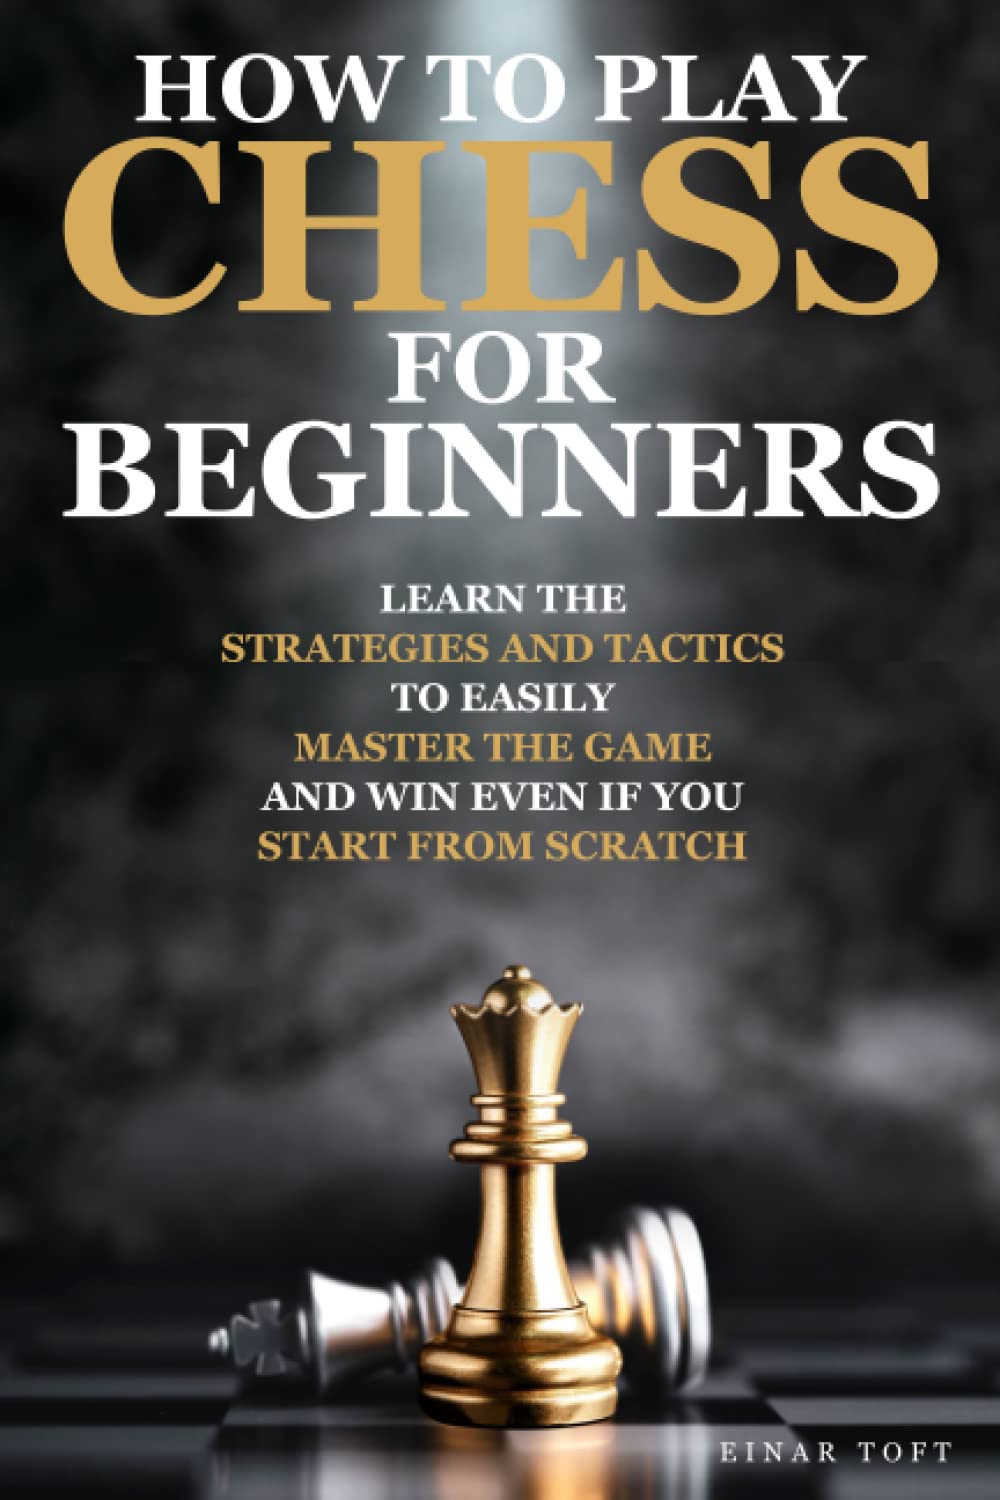 HOW TO PLAY
CHESS
FOR
BEGINNERS
LEARN THE
STRATEGIES AND TACTICS
TO EASILY
MASTER THE GAME
AND WIN EVEN IF YOU
START FROM SCRATCH
EINAR TOFT